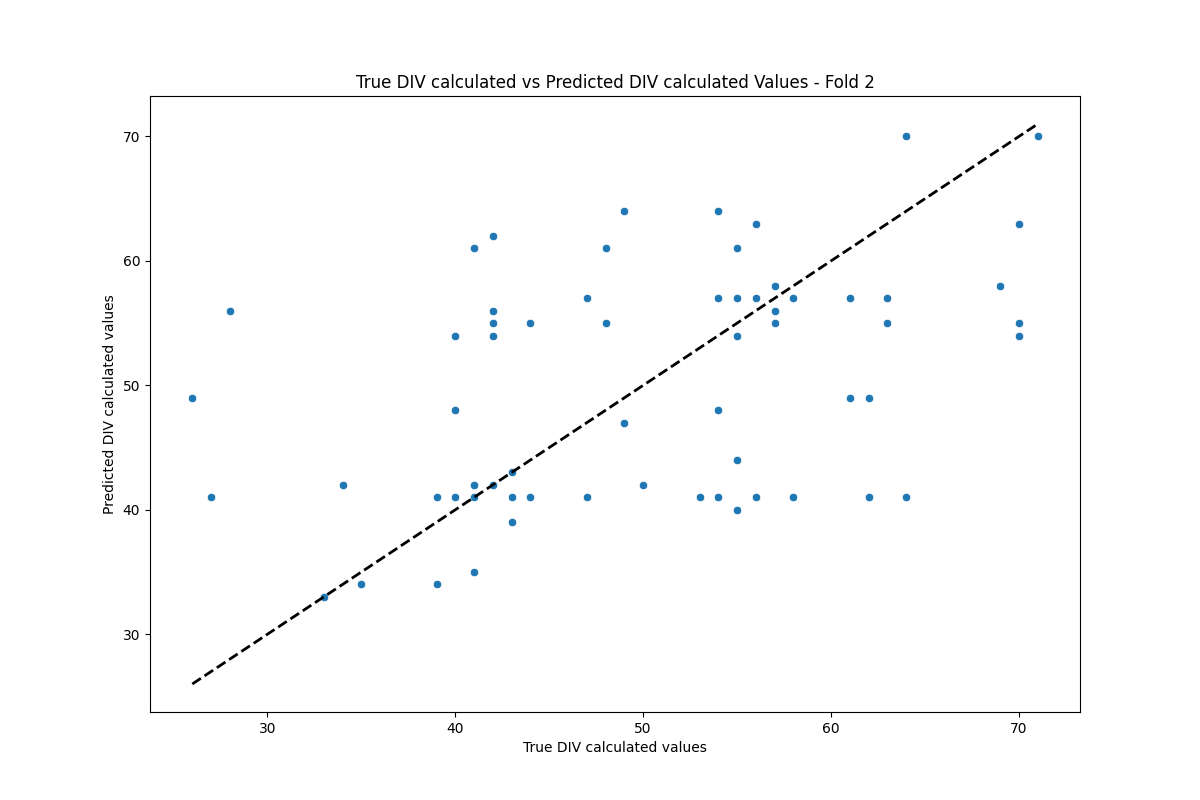 True DIV calculated vs Predicted DIV calculated Values - Fold 2
Predicted DIV calculated values
70
60
50
40
30
30 40 50 60 70
True DIV calculated values